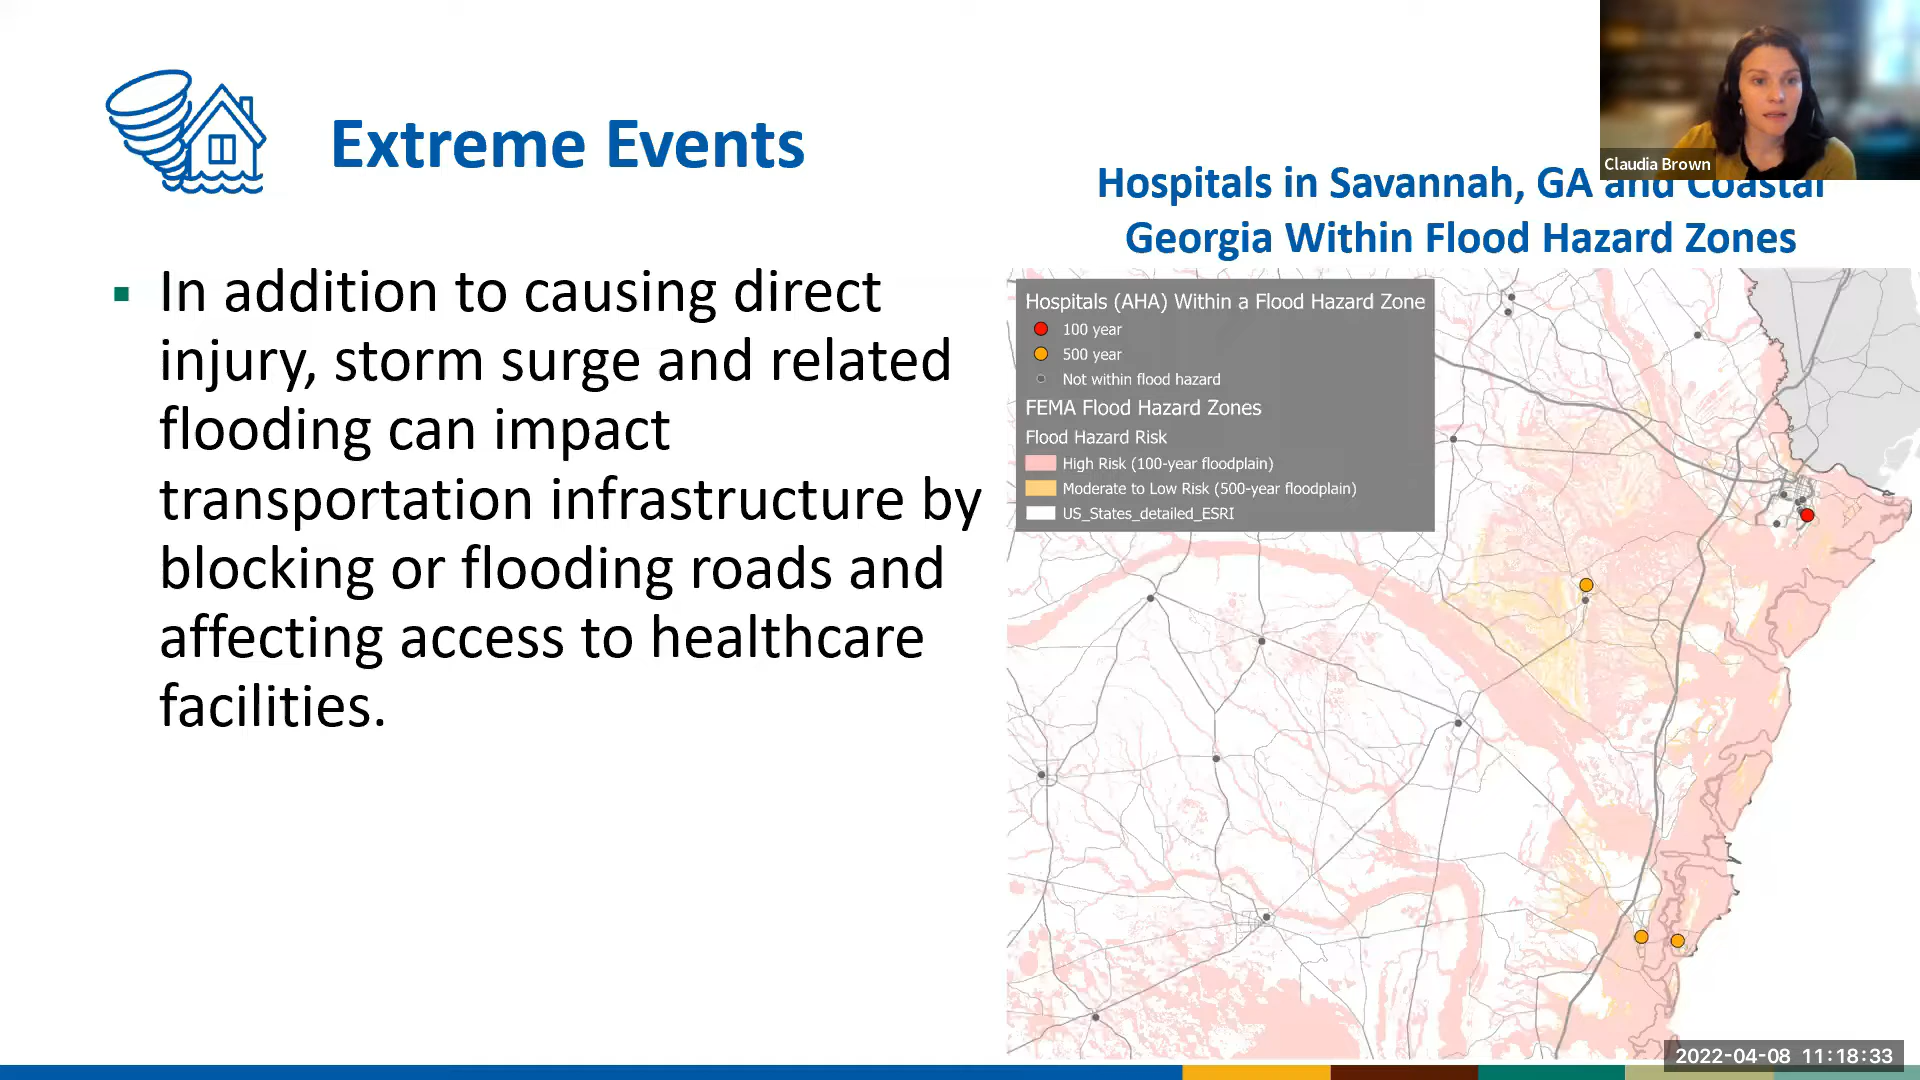 Extreme Events
In addition to causing direct
injury, storm surge and related
flooding can impact
transportation infrastructure by
blocking or flooding roads and
affecting access to healthcare
facilities.
Claudia Brown
Hospitals in Savannah, GA and Coastal
Georgia Within Flood Hazard Zones
Hospitals (AHA) Within a Flood Hazard Zone
100 year
500 year
Not within flood hazard
FEMA Flood Hazard Zones
Flood Hazard Risk
High Risk (100-year floodplain)
Moderate to Low Risk (500-year floodplain)
US_States_detailed_ESRI
2022-04-08 11:18:33